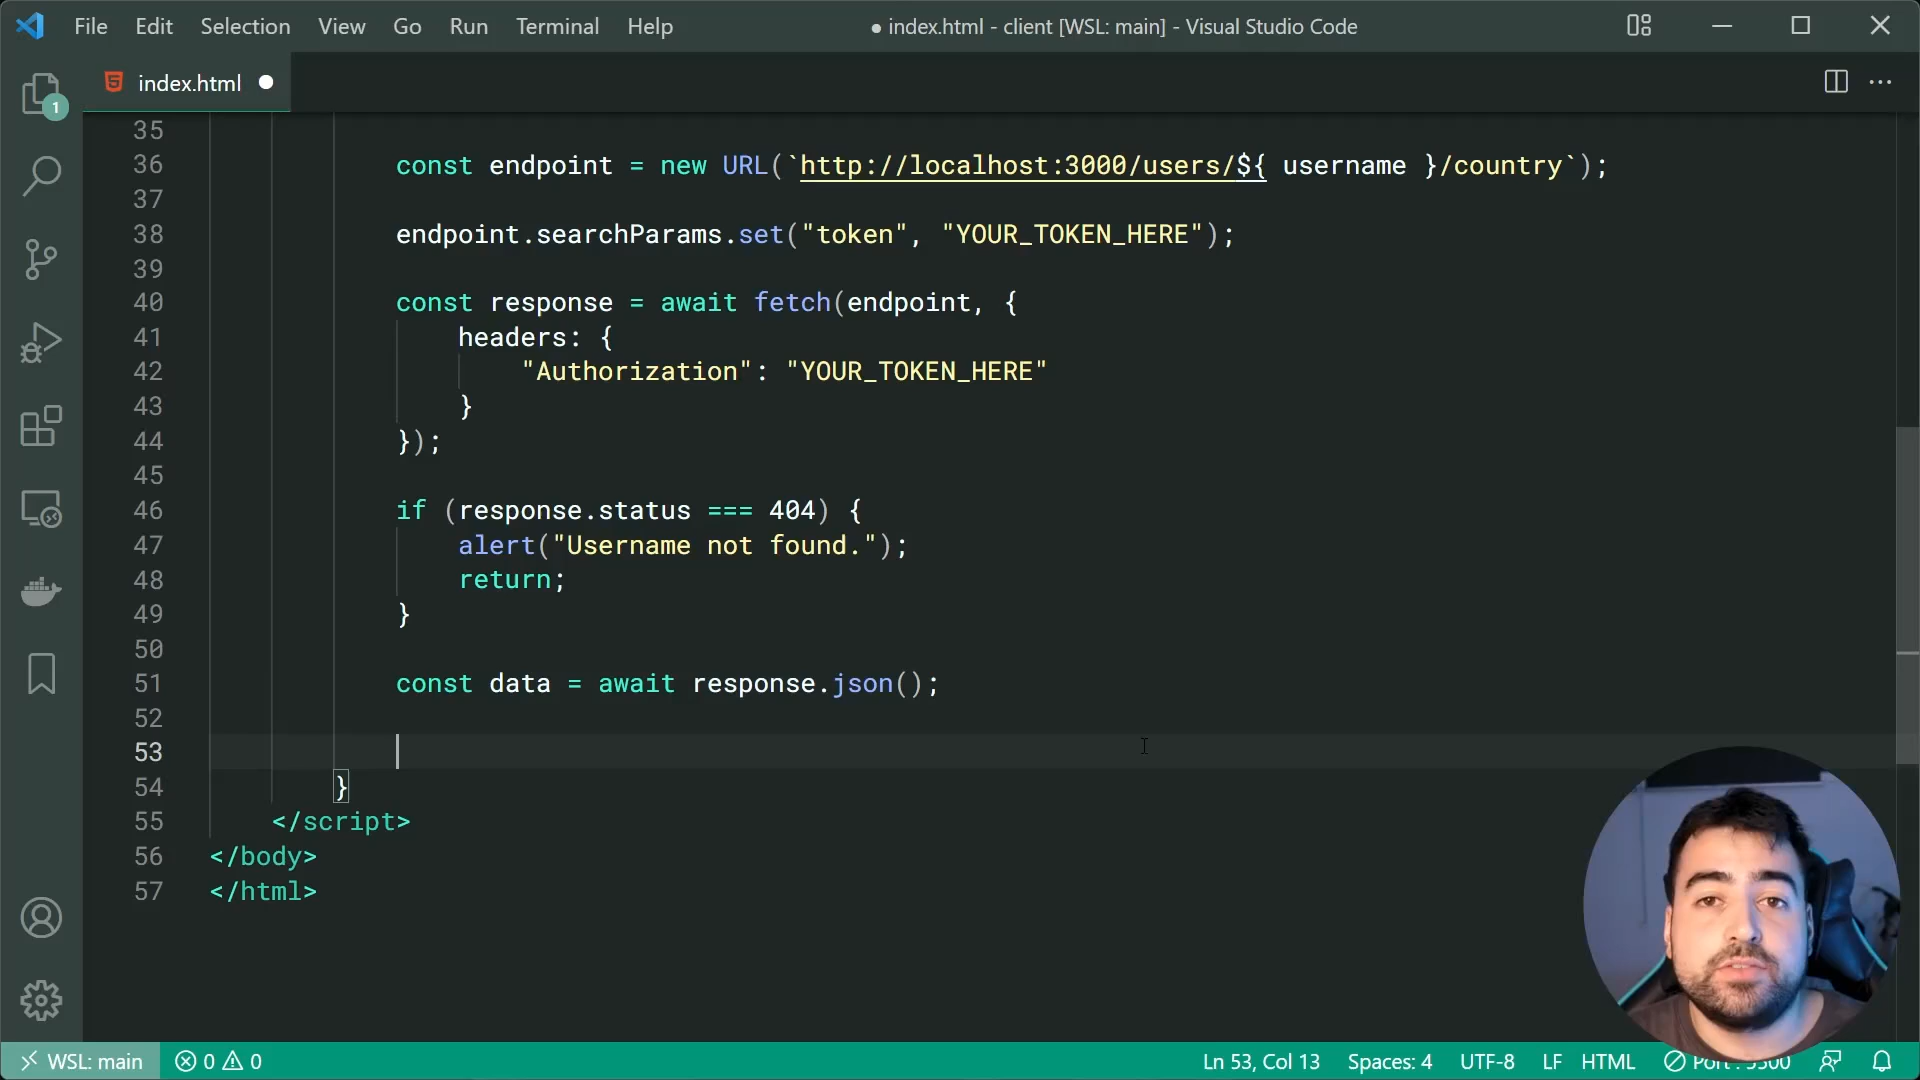 File Edit Selection View Go Run Terminal Help ● index.html - client [WSL: main] - Visual Studio Code
1
index.html
35
36 const endpoint = new URL(`http://localhost:3000/users/${ username }/country`);
37
38 endpoint.searchParams.set("token", "YOUR_TOKEN_HERE");
39
40 const response = await fetch(endpoint, {
41 headers: {
42 "Authorization": "YOUR_TOKEN_HERE"
43 }
44 });
45
46 if (response.status === 404) {
47 alert("Username not found.");
48 return;
49 }
50
51 const data = await response.json();
52
53
54 }
55 </script>
56 </body>
57 </html>
WSL: main 0 0 Ln 53, Col 13 Spaces: 4 UTF-8 LF HTML Port : 5500